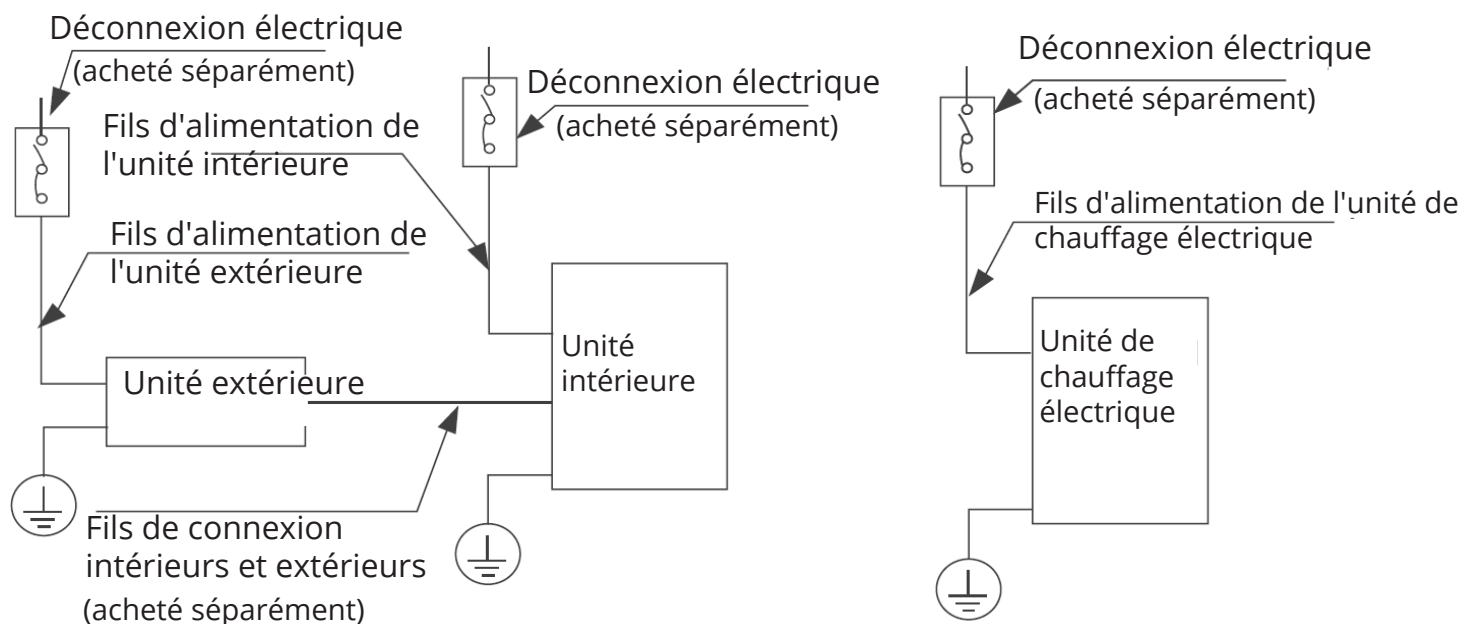 Déconnexion électrique
(acheté séparément)
Fils d'alimentation de
l'unité intérieure
Fils d'alimentation de
l'unité extérieure
Unité extérieure
Fils de connexion
intérieurs et extérieurs
(acheté séparément)
Déconnexion électrique
(acheté séparément)
Unité
intérieure
Déconnexion électrique
(acheté séparément)
Fils d'alimentation de l'unité de
chauffage électrique
Unité de
chauffage
électrique